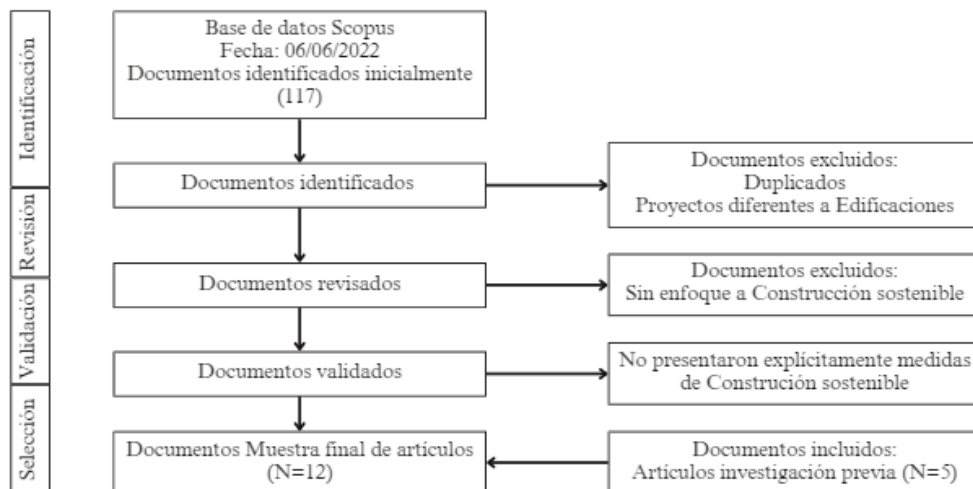 Identificación
Base de datos Scopus
Fecha: 06/06/2022
Documentos identificados inicialmente
(117)
Documentos identificados
Documentos excluidos:
Duplicados
Proyectos diferentes a Edificaciones
Revisión
Documentos revisados
Documentos excluidos:
Sin enfoque a Construcción sostenible
Validación
Documentos validados
No presentaron explícitamente medidas
de Construción sostenible
Selección
Documentos Muestra final de artículos
(N=12)
Documentos incluidos:
Artículos investigación previa (N=5)